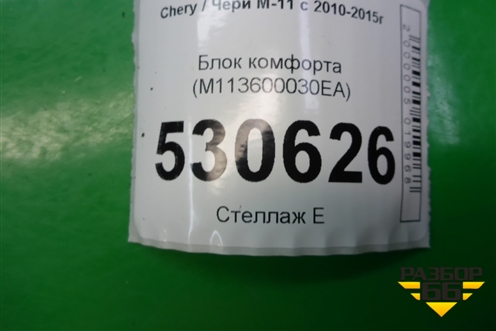 Chery / Чери М-11 с 2010-2015г
Блок комфорта
(M113600030EA)
530626
Стеллаж Е
РАЗБОР
66